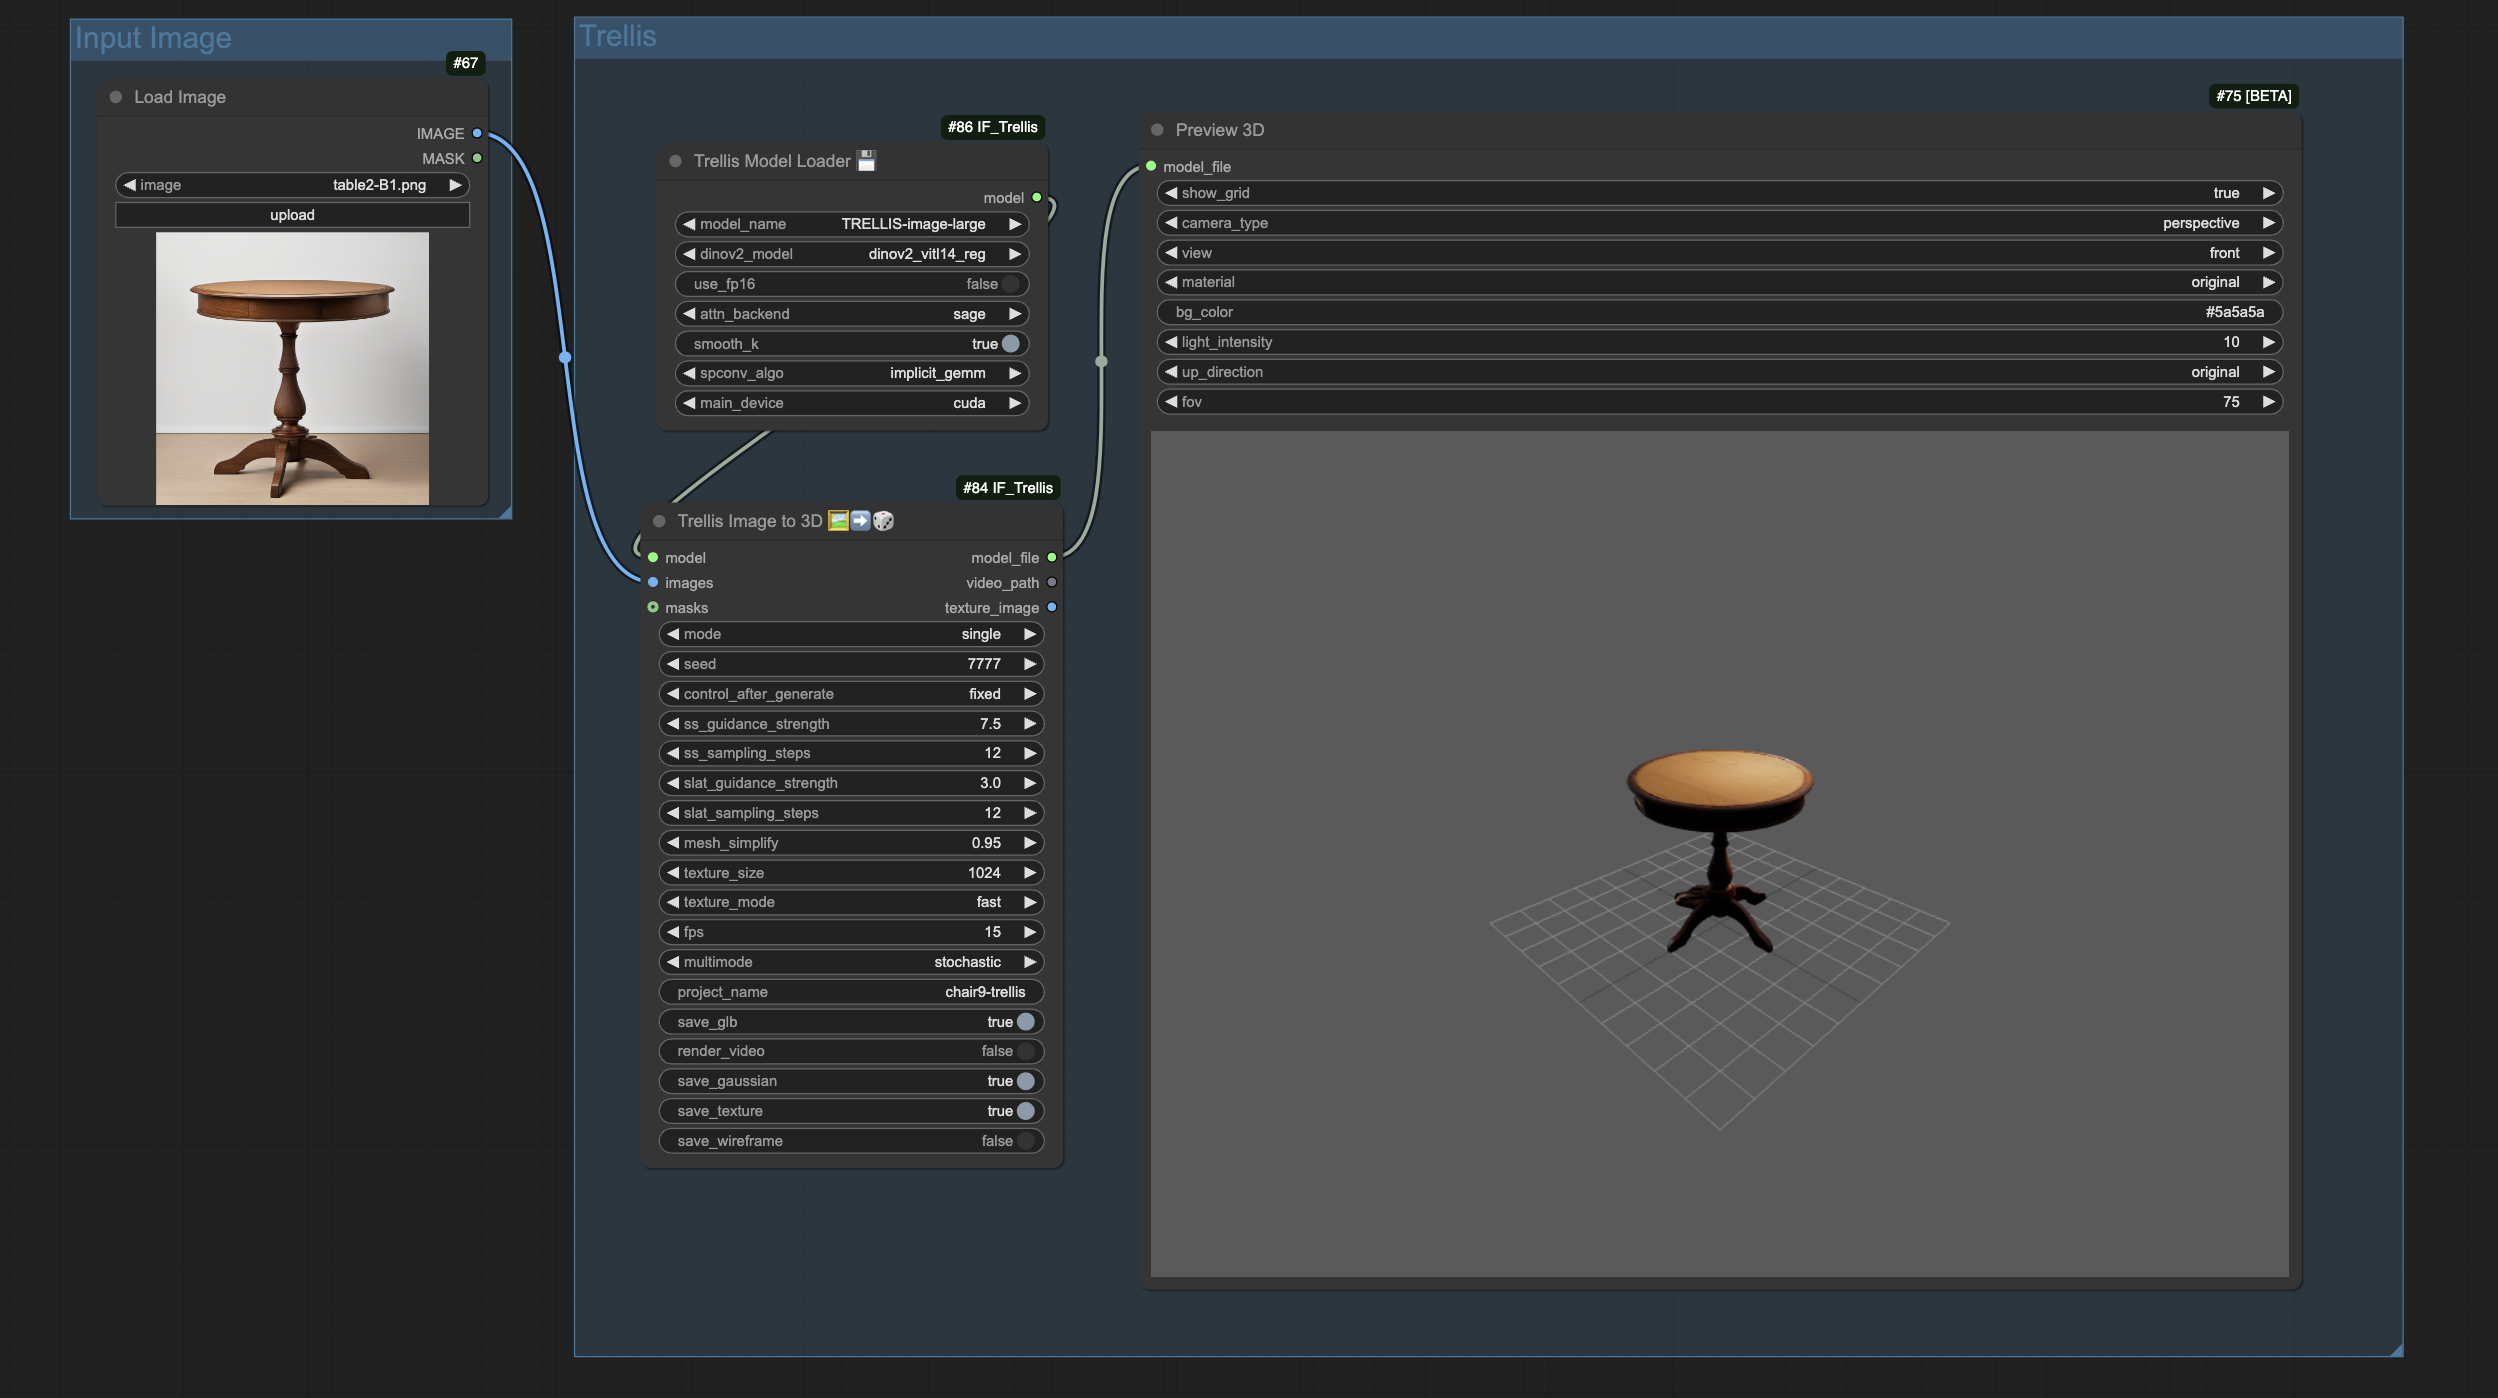 Input Image
#67
Load Image
IMAGE
MASK
image table2-B1.png
upload
Trellis
#86 IF_Trellis
Trellis Model Loader 💾
model
model_name TRELLIS-image-large
dinov2_model dinov2_vitl14_reg
use_fp16 false
attn_backend sage
smooth_k true
spconv_algo implicit_gemm
main_device cuda
#84 IF_Trellis
Trellis Image to 3D 🖼️➡️🎲
model model_file
images video_path
masks texture_image
mode single
seed 7777
control_after_generate fixed
ss_guidance_strength 7.5
ss_sampling_steps 12
slat_guidance_strength 3.0
slat_sampling_steps 12
mesh_simplify 0.95
texture_size 1024
texture_mode fast
fps 15
multimode stochastic
project_name chair9-trellis
save_glb true
render_video false
save_gaussian true
save_texture true
save_wireframe false
#75 [BETA]
Preview 3D
model_file
show_grid true
camera_type perspective
view front
material original
bg_color #5a5a5a
light_intensity 10
up_direction original
fov 75